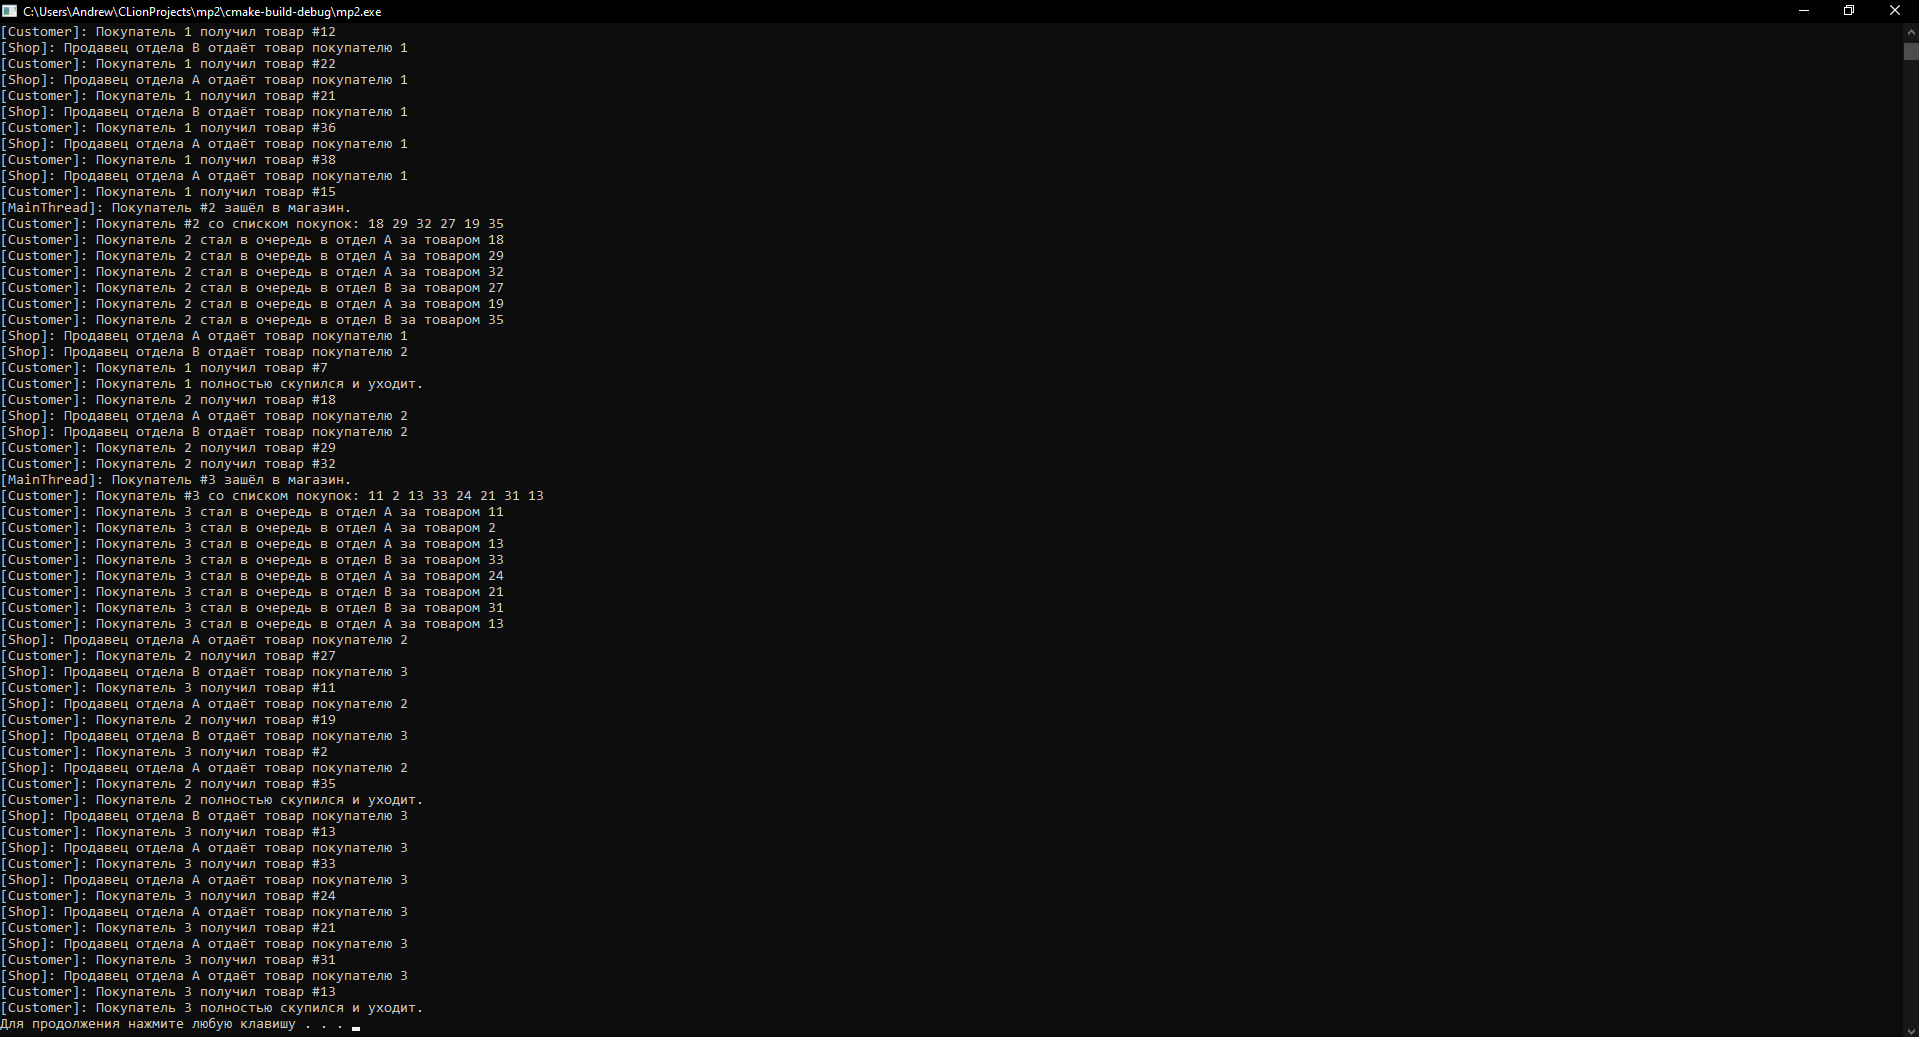 C:\Users\Andrew\CLionProjects\mp2\cmake-build-debug\mp2.exe
[Customer]: Покупатель 1 получил товар #12
[Shop]: Продавец отдела B отдаёт товар покупателю 1
[Customer]: Покупатель 1 получил товар #22
[Shop]: Продавец отдела A отдаёт товар покупателю 1
[Customer]: Покупатель 1 получил товар #21
[Shop]: Продавец отдела B отдаёт товар покупателю 1
[Customer]: Покупатель 1 получил товар #36
[Shop]: Продавец отдела A отдаёт товар покупателю 1
[Customer]: Покупатель 1 получил товар #38
[Shop]: Продавец отдела A отдаёт товар покупателю 1
[Customer]: Покупатель 1 получил товар #15
[MainThread]: Покупатель #2 зашёл в магазин.
[Customer]: Покупатель #2 со списком покупок: 18 29 32 27 19 35
[Customer]: Покупатель 2 стал в очередь в отдел A за товаром 18
[Customer]: Покупатель 2 стал в очередь в отдел A за товаром 29
[Customer]: Покупатель 2 стал в очередь в отдел A за товаром 32
[Customer]: Покупатель 2 стал в очередь в отдел B за товаром 27
[Customer]: Покупатель 2 стал в очередь в отдел A за товаром 19
[Customer]: Покупатель 2 стал в очередь в отдел B за товаром 35
[Shop]: Продавец отдела A отдаёт товар покупателю 1
[Shop]: Продавец отдела B отдаёт товар покупателю 2
[Customer]: Покупатель 1 получил товар #7
[Customer]: Покупатель 1 полностью скупился и уходит.
[Customer]: Покупатель 2 получил товар #18
[Shop]: Продавец отдела A отдаёт товар покупателю 2
[Shop]: Продавец отдела B отдаёт товар покупателю 2
[Customer]: Покупатель 2 получил товар #29
[Customer]: Покупатель 2 получил товар #32
[MainThread]: Покупатель #3 зашёл в магазин.
[Customer]: Покупатель #3 со списком покупок: 11 2 13 33 24 21 31 13
[Customer]: Покупатель 3 стал в очередь в отдел A за товаром 11
[Customer]: Покупатель 3 стал в очередь в отдел A за товаром 2
[Customer]: Покупатель 3 стал в очередь в отдел A за товаром 13
[Customer]: Покупатель 3 стал в очередь в отдел B за товаром 33
[Customer]: Покупатель 3 стал в очередь в отдел A за товаром 24
[Customer]: Покупатель 3 стал в очередь в отдел B за товаром 21
[Customer]: Покупатель 3 стал в очередь в отдел B за товаром 31
[Customer]: Покупатель 3 стал в очередь в отдел A за товаром 13
[Shop]: Продавец отдела A отдаёт товар покупателю 2
[Customer]: Покупатель 2 получил товар #27
[Shop]: Продавец отдела B отдаёт товар покупателю 3
[Customer]: Покупатель 3 получил товар #11
[Shop]: Продавец отдела A отдаёт товар покупателю 2
[Customer]: Покупатель 2 получил товар #19
[Shop]: Продавец отдела B отдаёт товар покупателю 3
[Customer]: Покупатель 3 получил товар #2
[Shop]: Продавец отдела A отдаёт товар покупателю 2
[Customer]: Покупатель 2 получил товар #35
[Customer]: Покупатель 2 полностью скупился и уходит.
[Shop]: Продавец отдела B отдаёт товар покупателю 3
[Customer]: Покупатель 3 получил товар #13
[Shop]: Продавец отдела A отдаёт товар покупателю 3
[Customer]: Покупатель 3 получил товар #33
[Shop]: Продавец отдела A отдаёт товар покупателю 3
[Customer]: Покупатель 3 получил товар #24
[Shop]: Продавец отдела A отдаёт товар покупателю 3
[Customer]: Покупатель 3 получил товар #21
[Shop]: Продавец отдела A отдаёт товар покупателю 3
[Customer]: Покупатель 3 получил товар #31
[Shop]: Продавец отдела A отдаёт товар покупателю 3
[Customer]: Покупатель 3 получил товар #13
[Customer]: Покупатель 3 полностью скупился и уходит.
Для продолжения нажмите любую клавишу . . .